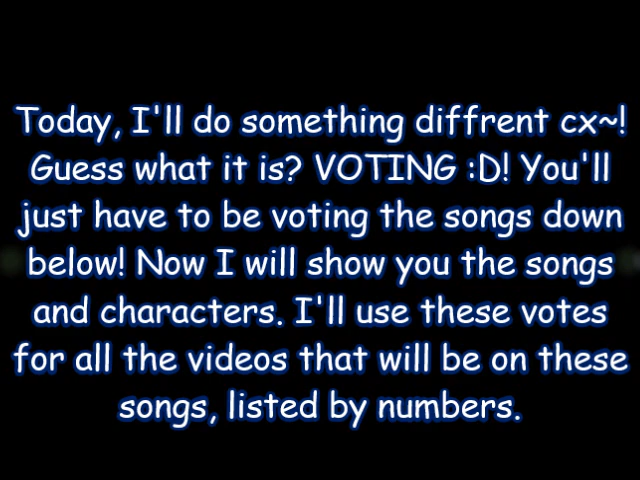 Today, I'll do something diffrent cx~!
Guess what it is? VOTING :D! You'll
just have to be voting the songs down
below! Now I will show you the songs
and characters. I'll use these votes
for all the videos that will be on these
songs, listed by numbers.